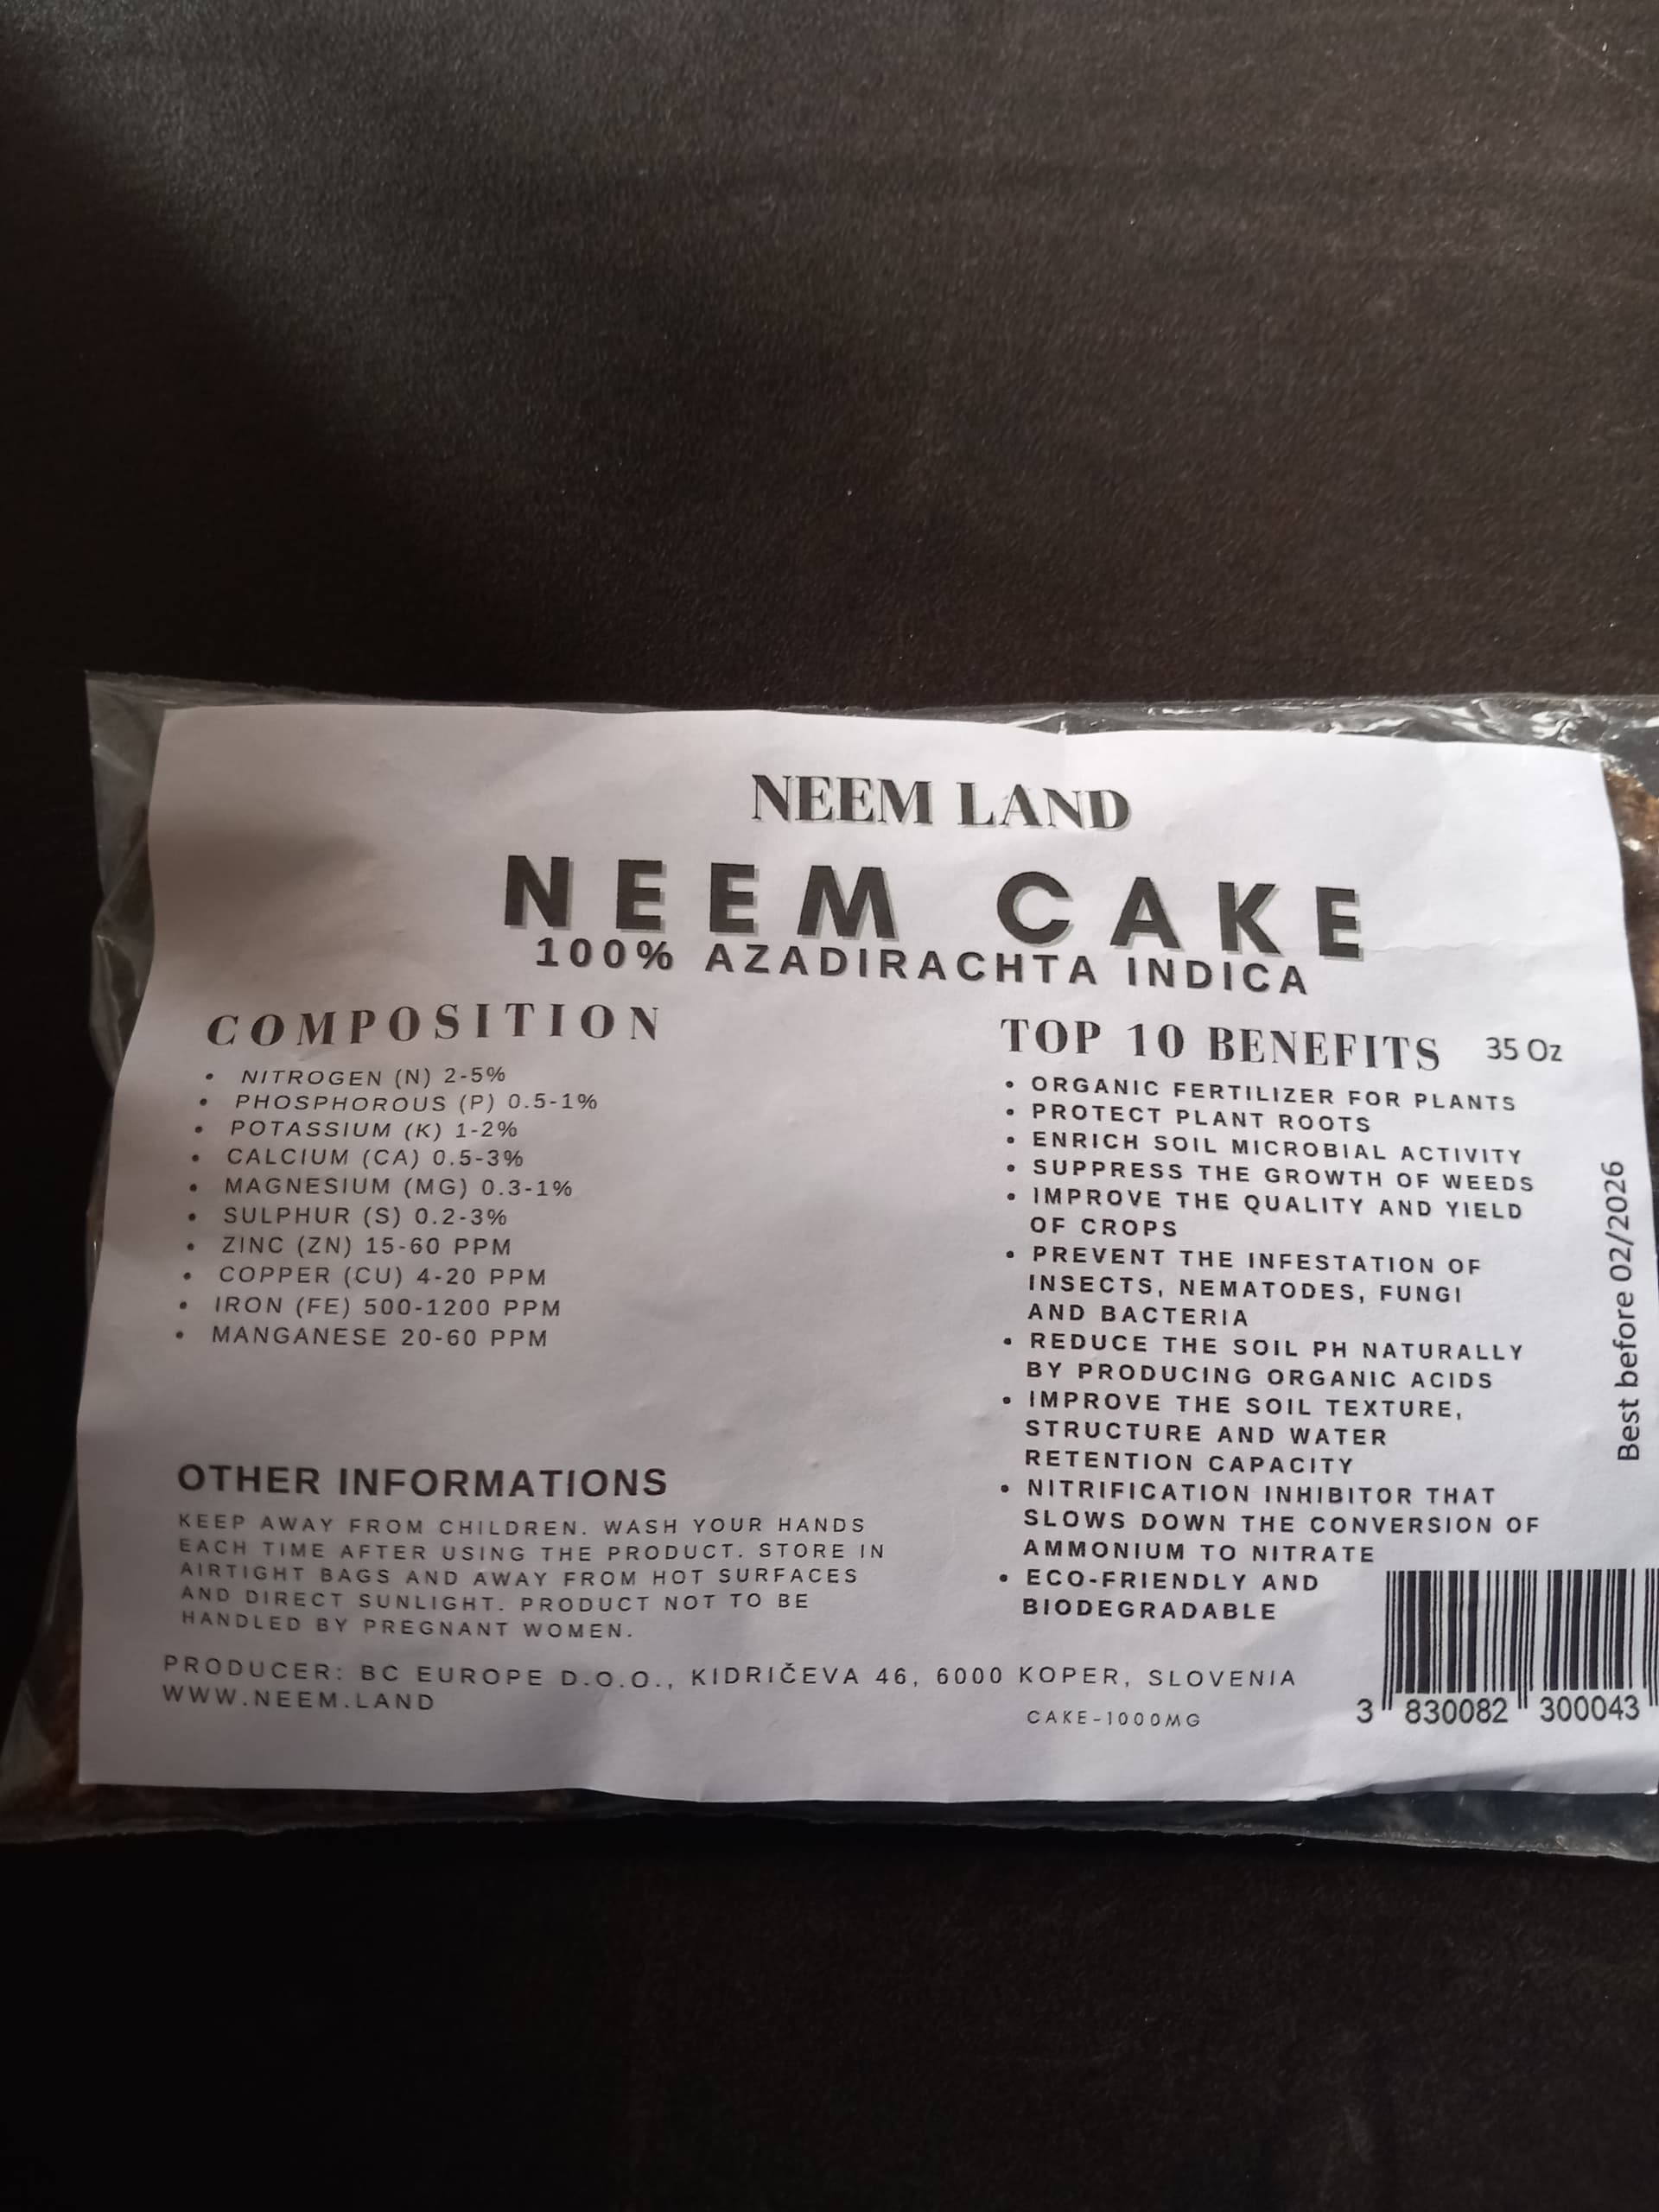 NEEM LAND
NEEM CAKE
100% AZADIRACHTA INDICA
COMPOSITION
• NITROGEN (N) 2-5%
• PHOSPHOROUS (P) 0.5-1%
• POTASSIUM (K) 1-2%
• CALCIUM (CA) 0.5-3%
• MAGNESIUM (MG) 0.3-1%
• SULPHUR (S) 0.2-3%
• ZINC (ZN) 15-60 PPM
• COPPER (CU) 4-20 PPM
• IRON (FE) 500-1200 PPM
• MANGANESE 20-60 PPM
OTHER INFORMATIONS
KEEP AWAY FROM CHILDREN. WASH YOUR HANDS
EACH TIME AFTER USING THE PRODUCT. STORE IN
AIRTIGHT BAGS AND AWAY FROM HOT SURFACES
AND DIRECT SUNLIGHT. PRODUCT NOT TO BE
HANDLED BY PREGNANT WOMEN.
TOP 10 BENEFITS 35 Oz
• ORGANIC FERTILIZER FOR PLANTS
• PROTECT PLANT ROOTS
• ENRICH SOIL MICROBIAL ACTIVITY
• SUPPRESS THE GROWTH OF WEEDS
• IMPROVE THE QUALITY AND YIELD
OF CROPS
• PREVENT THE INFESTATION OF
INSECTS, NEMATODES, FUNGI
AND BACTERIA
• REDUCE THE SOIL PH NATURALLY
BY PRODUCING ORGANIC ACIDS
• IMPROVE THE SOIL TEXTURE,
STRUCTURE AND WATER
RETENTION CAPACITY
• NITRIFICATION INHIBITOR THAT
SLOWS DOWN THE CONVERSION OF
AMMONIUM TO NITRATE
• ECO-FRIENDLY AND
BIODEGRADABLE
Best before 02/2026
PRODUCER: BC EUROPE D.O.O., KIDRIČEVA 46, 6000 KOPER, SLOVENIA
WWW.NEEM.LAND
CAKE-1000MG
3 830082 300043